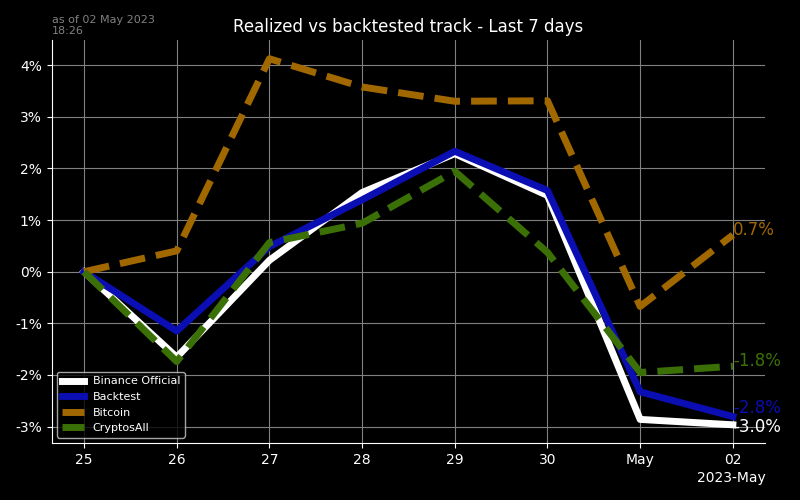 as of 02 May 2023
18:26
Realized vs backtested track - Last 7 days
4%
3%
2%
1%
0%
-1%
-2%
-3%
0.7%
-1.8%
-2.8%
-3.0%
Binance Official
Backtest
Bitcoin
CryptosAll
25 26 27 28 29 30 May 02
2023-May